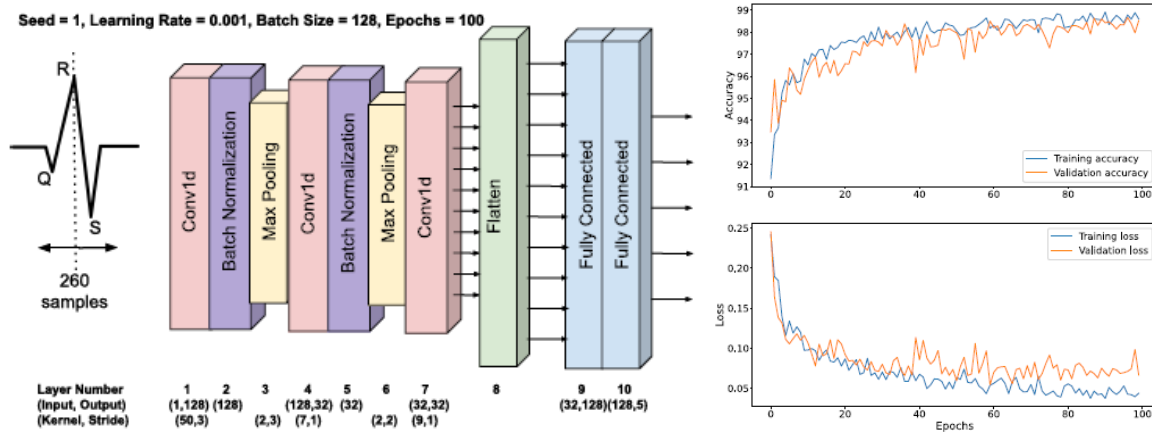 Seed = 1, Learning Rate = 0.001, Batch Size = 128, Epochs = 100
R
Q
S
260
samples
Conv1d
Batch Normalization
Max Pooling
Conv1d
Batch Normalization
Max Pooling
Conv1d
Flatten
Fully Connected
Fully Connected
Layer Number 1 2 3 4 5 6 7 8 9 10
(Input, Output) (1,128) (128) (128,32) (32) (32,32) (32,128)(128,5)
(Kernel, Stride) (50,3) (2,3) (7,1) (2,2) (9,1)
99
98
97
96
95
94
93
92
91
Accuracy
Training accuracy
Validation accuracy
0 20 40 60 80 100
0.25
0.20
0.15
0.10
0.05
Loss
Training loss
Validation loss
0 20 40 60 80 100
Epochs